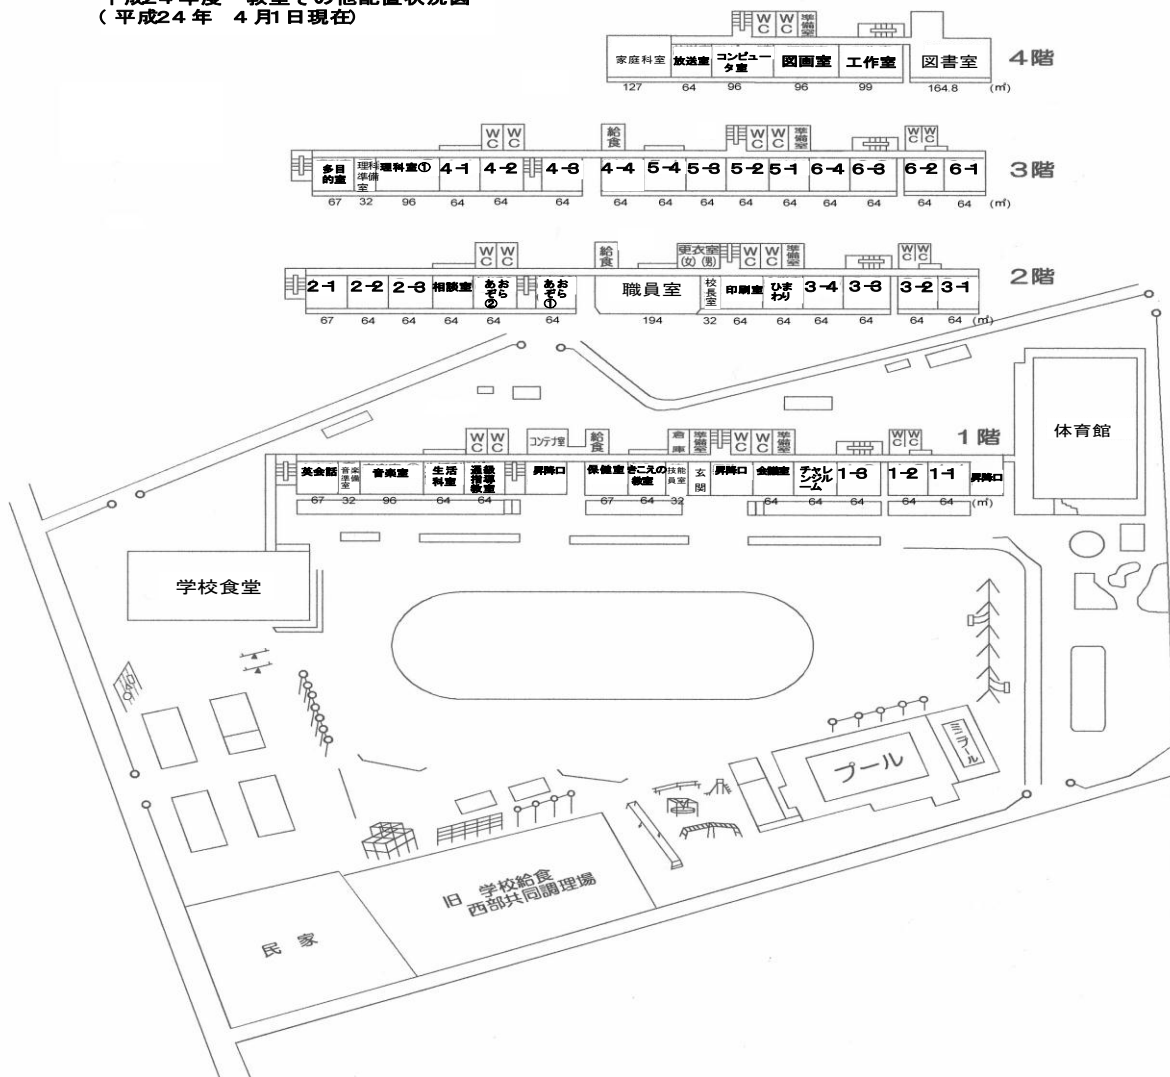 平成24年度 教室その他配置状況図
( 平成24年 4月1日現在)
WC WC 準備室
家庭科室 放送室 コンピュータ室 図画室 工作室 図書室 4階
127 64 96 96 99 164.8 (㎡)
WC WC 給食 WC WC 準備室 WC WC
多目的室 理科準備室 理科室① 4-1 4-2 4-3 4-4 5-4 5-3 5-2 5-1 6-4 6-3 6-2 6-1 3階
67 32 96 64 64 64 64 64 64 64 64 64 64 64 64 (㎡)
WC WC 給食 更衣室 (女) (男) WC WC 準備室 WC WC
2-1 2-2 2-3 相談室 あおぞら② あおぞら① 職員室 校長室 印刷室 ひまわり 3-4 3-3 3-2 3-1 2階
67 64 64 64 64 64 194 32 64 64 64 64 64 64 (㎡)
WC WC コンテナ室 給食 倉庫 準備室 WC WC 準備室 WC WC 1階
英会話 音楽準備室 音楽室 生活科室 通級指導教室 昇降口 保健室 きこえの教室 技能員室 玄関 昇降口 会議室 チャレンジルーム 1-3 1-2 1-1 昇降口
67 32 96 64 64 67 64 32 64 64 64 64 64 (㎡)
体育館
学校食堂
プール
ミニプール
旧 学校給食
西部共同調理場
民家